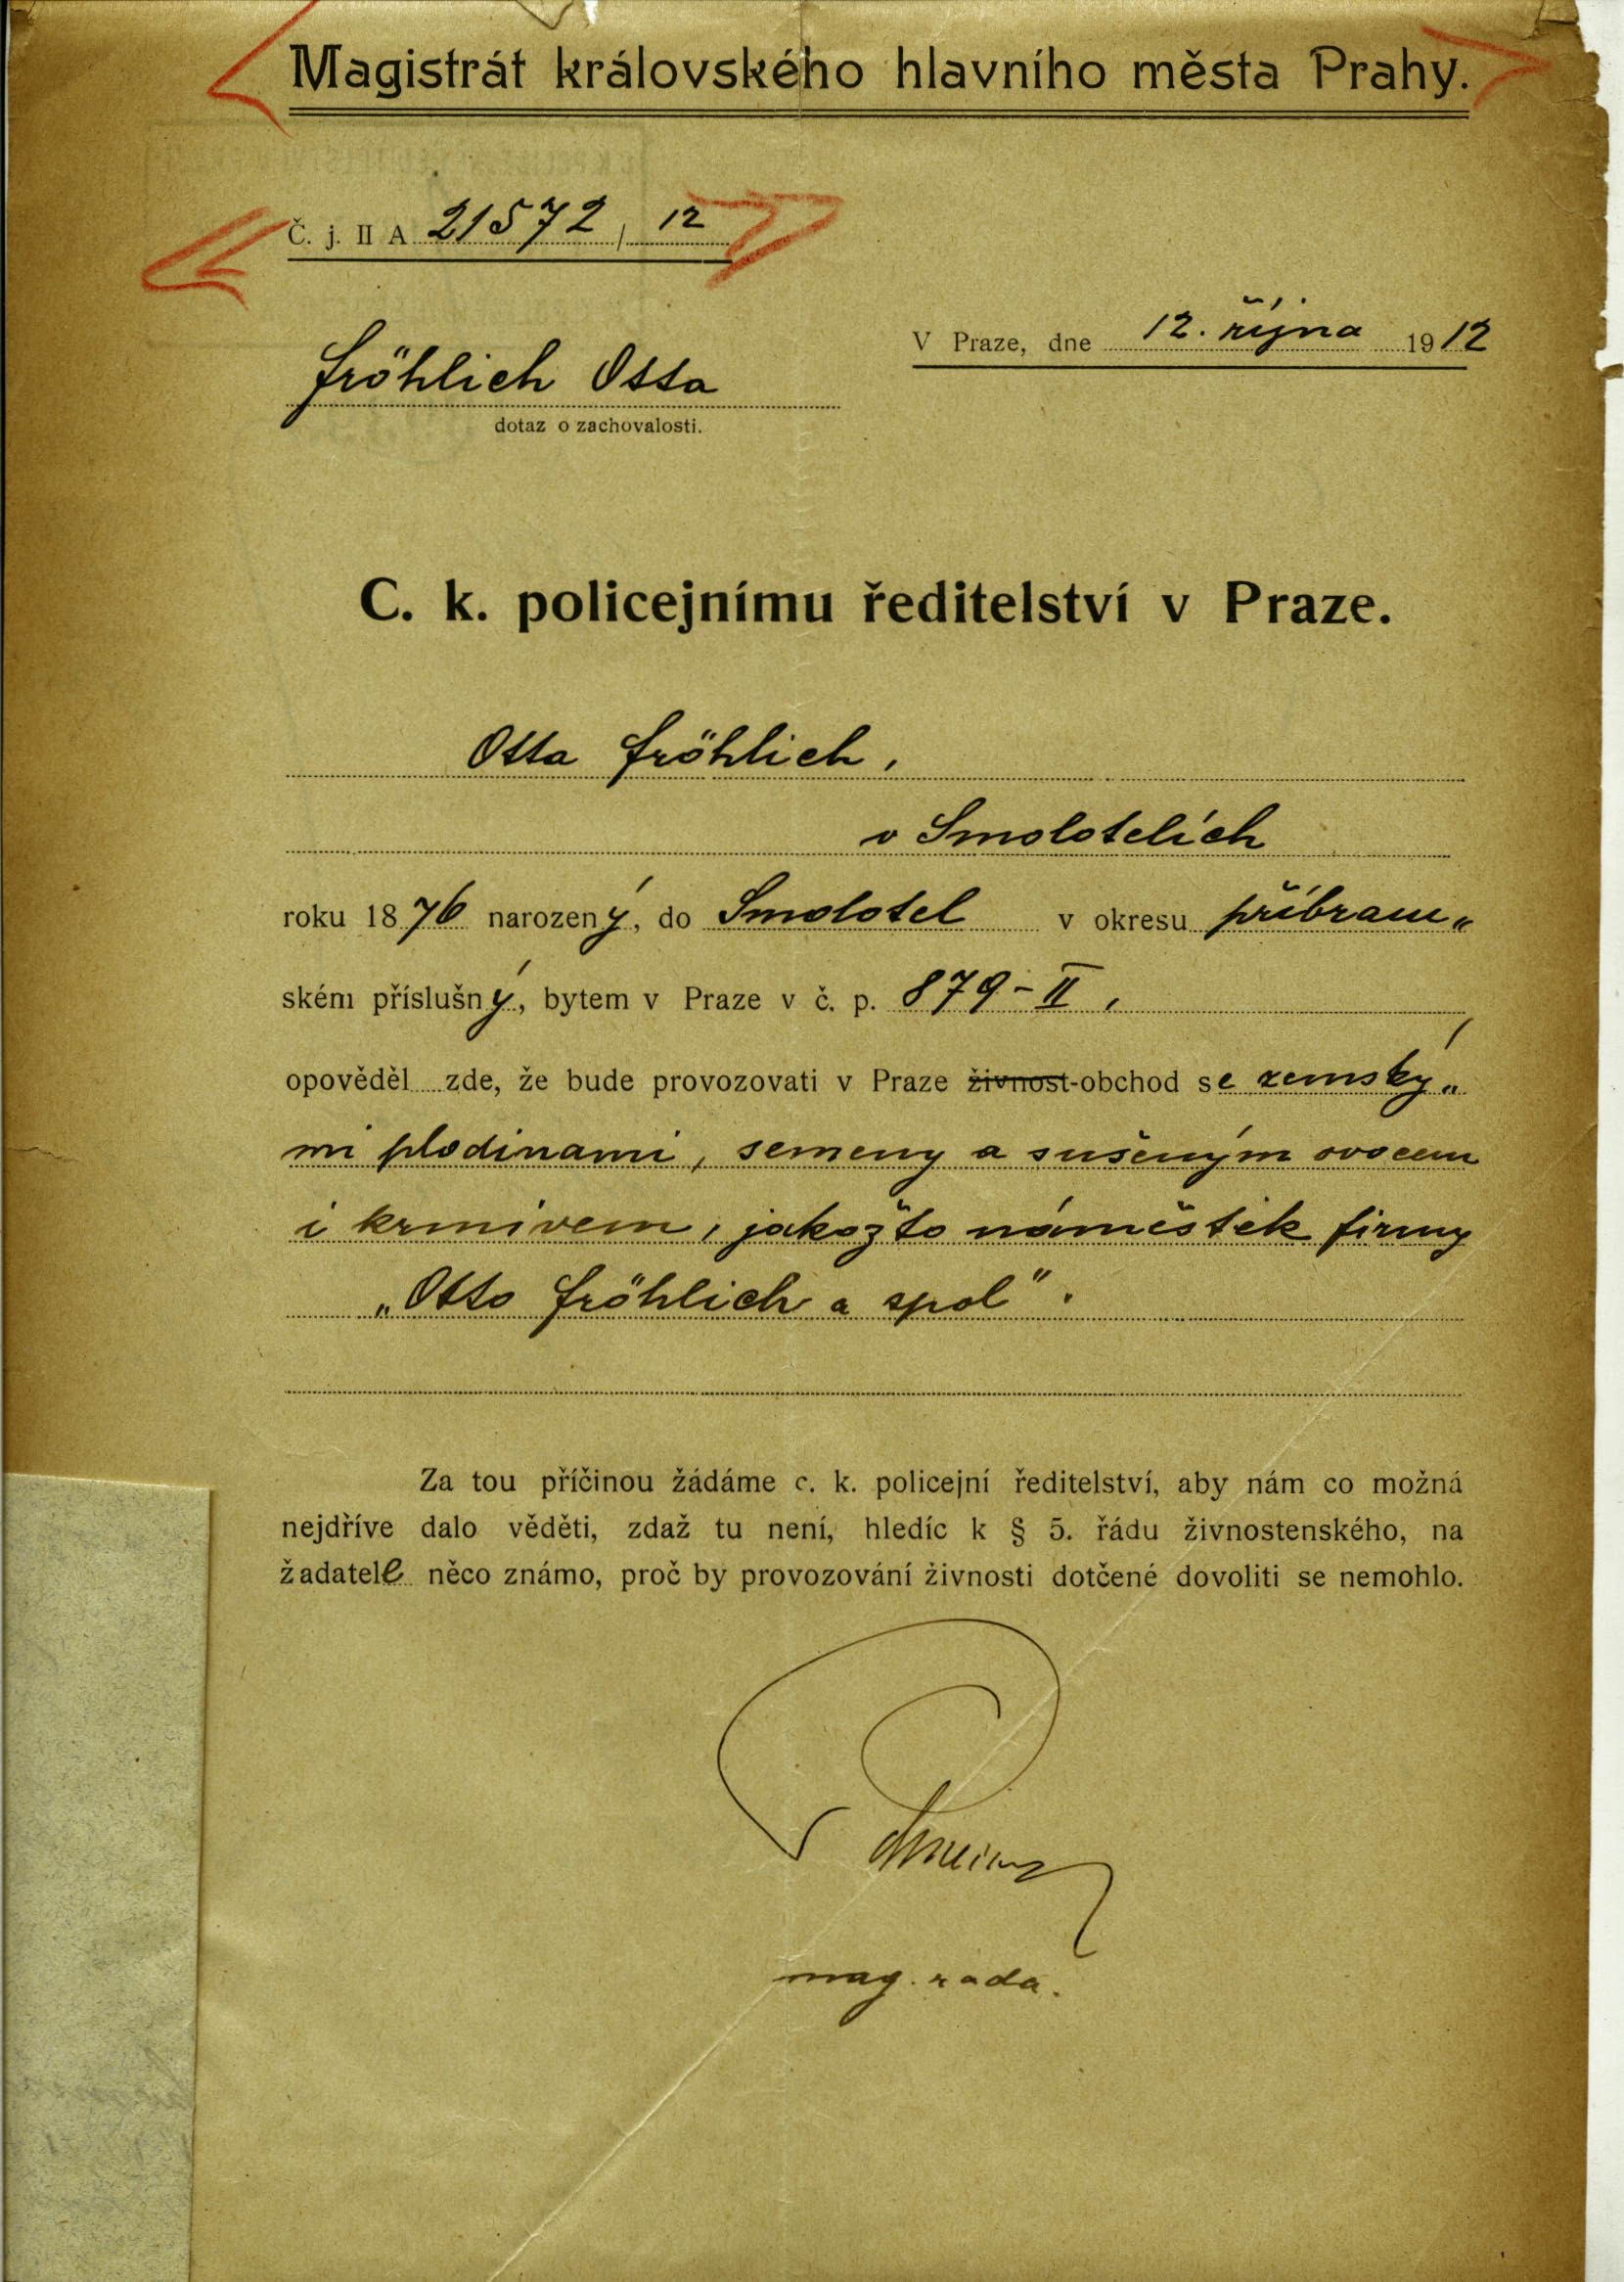 Magistrát královského hlavního města Prahy.
Č. j. II A 21572 / 12
V Praze, dne 12. října 1912
Fröhlich Otta
dotaz o zachovalosti.
C. k. policejnímu ředitelství v Praze.
Otta Fröhlich,
v Smolotelích
roku 1876 narozený, do Smolotel v okresu příbram„
ském příslušný, bytem v Praze v č. p. 879-II,
opověděl zde, že bude provozovati v Praze živnost-obchod se zemský„
mi plodinami, semeny a sušeným ovocem
i krmivem, jakožto náměstek firmy
„Otto Fröhlich a spol".
Za tou příčinou žádáme c. k. policejní ředitelství, aby nám co možná
nejdříve dalo věděti, zdaž tu není, hledíc k § 5. řádu živnostenského, na
žadatele něco známo, proč by provozování živnosti dotčené dovoliti se nemohlo.
mag. rada.